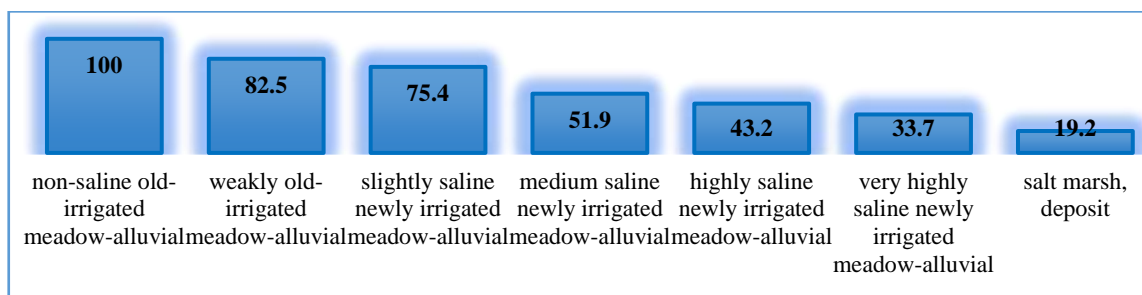 100
82.5
75.4
51.9
43.2
33.7
19.2
non-saline old-
irrigated
meadow-alluvial
weakly old-
irrigated
meadow-alluvial
slightly saline
newly irrigated
meadow-alluvial
medium saline
newly irrigated
meadow-alluvial
highly saline
newly irrigated
meadow-alluvial
very highly
saline newly
irrigated
meadow-alluvial
salt marsh,
deposit